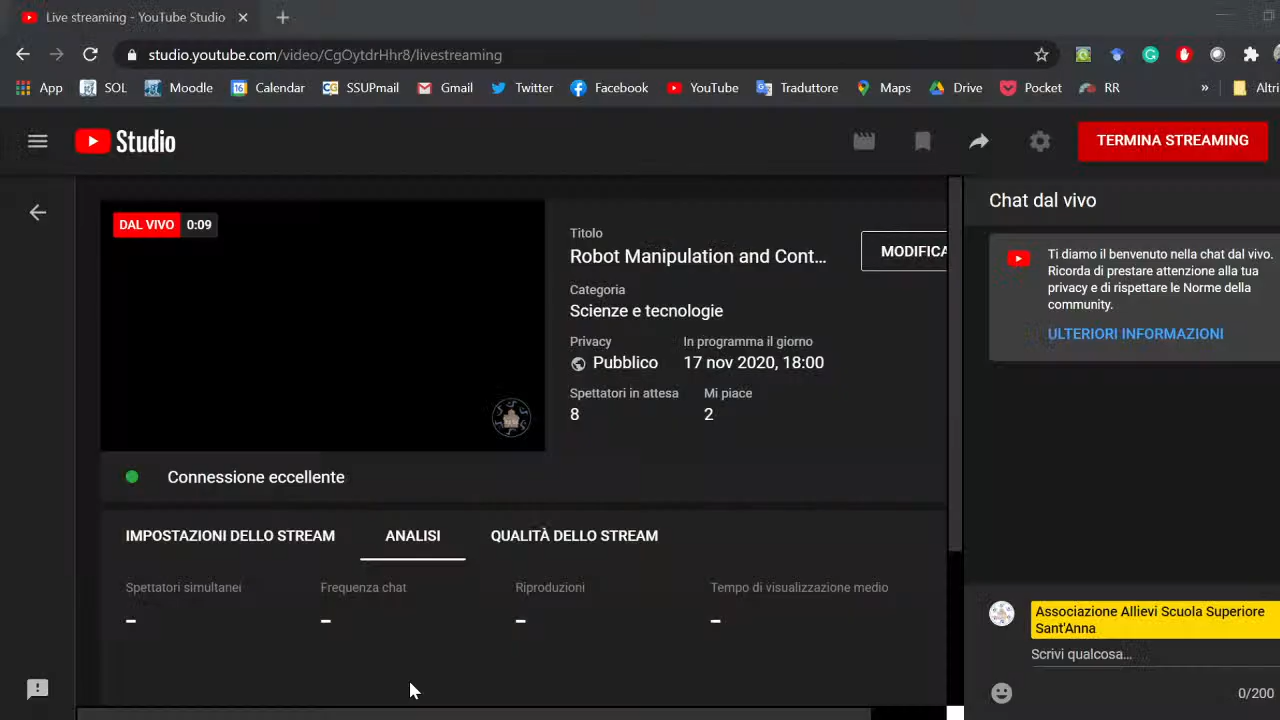 Live streaming - YouTube Studio
studio.youtube.com/video/CgOytdrHhr8/livestreaming
App SOL Moodle Calendar SSUPmail Gmail Twitter Facebook YouTube Traduttore Maps Drive Pocket RR » Altri
Studio
TERMINA STREAMING
DAL VIVO 0:09
Titolo
Robot Manipulation and Cont...
MODIFICA
Categoria
Scienze e tecnologie
Privacy In programma il giorno
Pubblico 17 nov 2020, 18:00
Spettatori in attesa Mi piace
8 2
Connessione eccellente
IMPOSTAZIONI DELLO STREAM ANALISI QUALITÀ DELLO STREAM
Spettatori simultanei Frequenza chat Riproduzioni Tempo di visualizzazione medio
– – – –
Chat dal vivo
Ti diamo il benvenuto nella chat dal vivo.
Ricorda di prestare attenzione alla tua
privacy e di rispettare le Norme della
community.
ULTERIORI INFORMAZIONI
Associazione Allievi Scuola Superiore
Sant'Anna
Scrivi qualcosa...
0/200